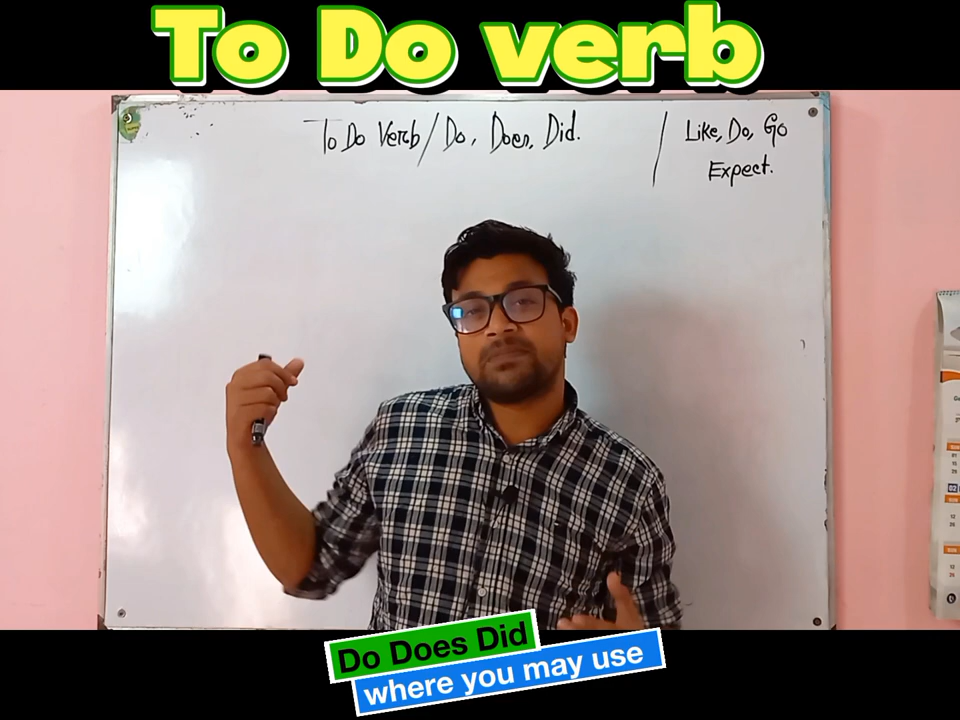 To Do verb
To Do Verb / Do, Does, Did. / Like, Do, Go
Expect.
Do Does Did
where you may use